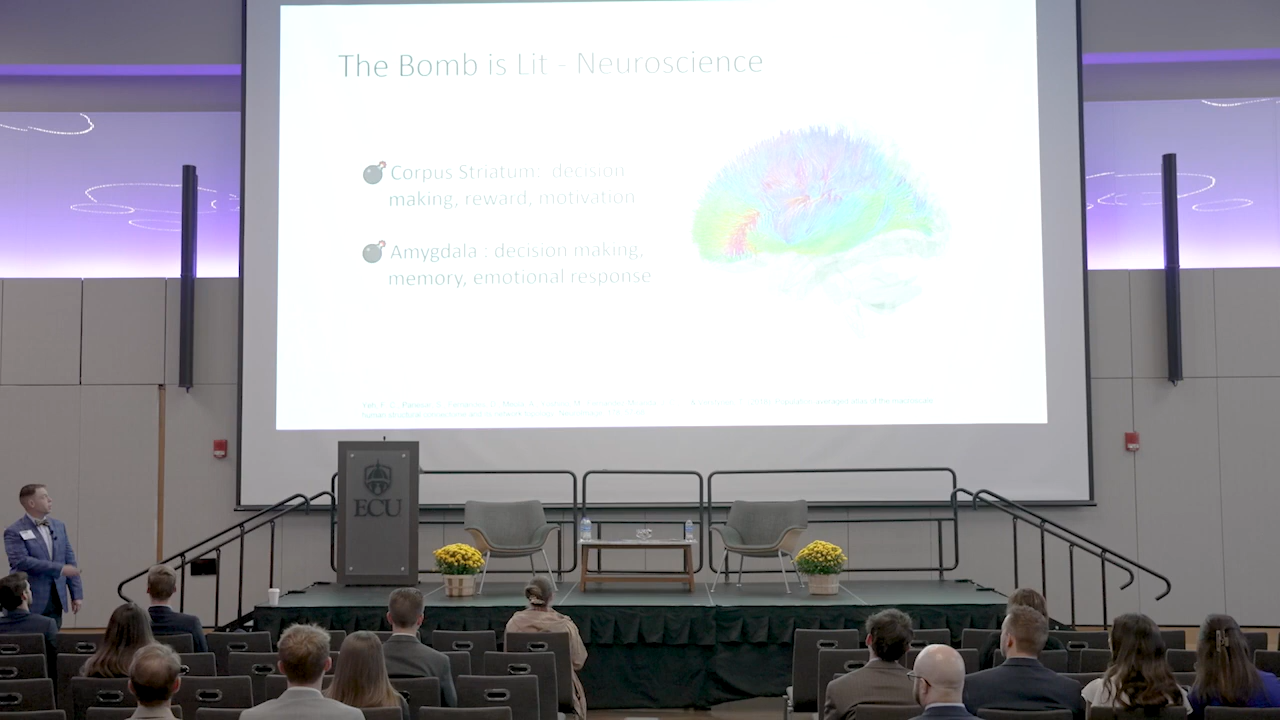 The Bomb is Lit - Neuroscience
Corpus Striatum: decision
making, reward, motivation
Amygdala : decision making,
memory, emotional response
ECU